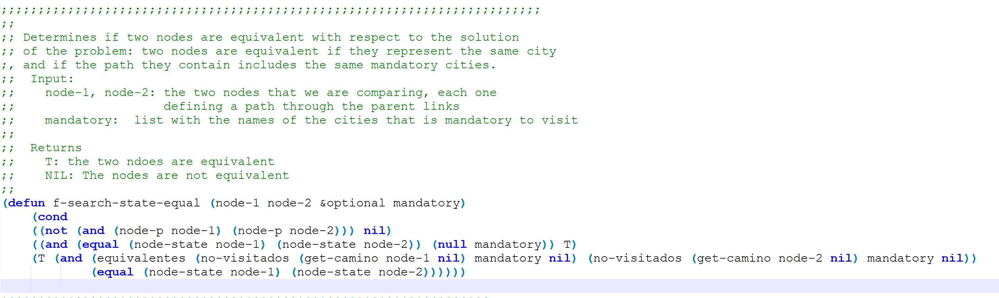 ;;;;;;;;;;;;;;;;;;;;;;;;;;;;;;;;;;;;;;;;;;;;;;;;;;;;;;;;;;;;;;;;;;;;;;;;;
;;
;; Determines if two nodes are equivalent with respect to the solution
;; of the problem: two nodes are equivalent if they represent the same city
;, and if the path they contain includes the same mandatory cities.
;;  Input:
;;    node-1, node-2: the two nodes that we are comparing, each one
;;                    defining a path through the parent links
;;    mandatory:  list with the names of the cities that is mandatory to visit
;;
;;  Returns
;;    T: the two ndoes are equivalent
;;    NIL: The nodes are not equivalent
;;
(defun f-search-state-equal (node-1 node-2 &optional mandatory)
    (cond
    ((not (and (node-p node-1) (node-p node-2))) nil)
    ((and (equal (node-state node-1) (node-state node-2)) (null mandatory)) T)
    (T (and (equivalentes (no-visitados (get-camino node-1 nil) mandatory nil) (no-visitados (get-camino node-2 nil) mandatory nil))
            (equal (node-state node-1) (node-state node-2))))))